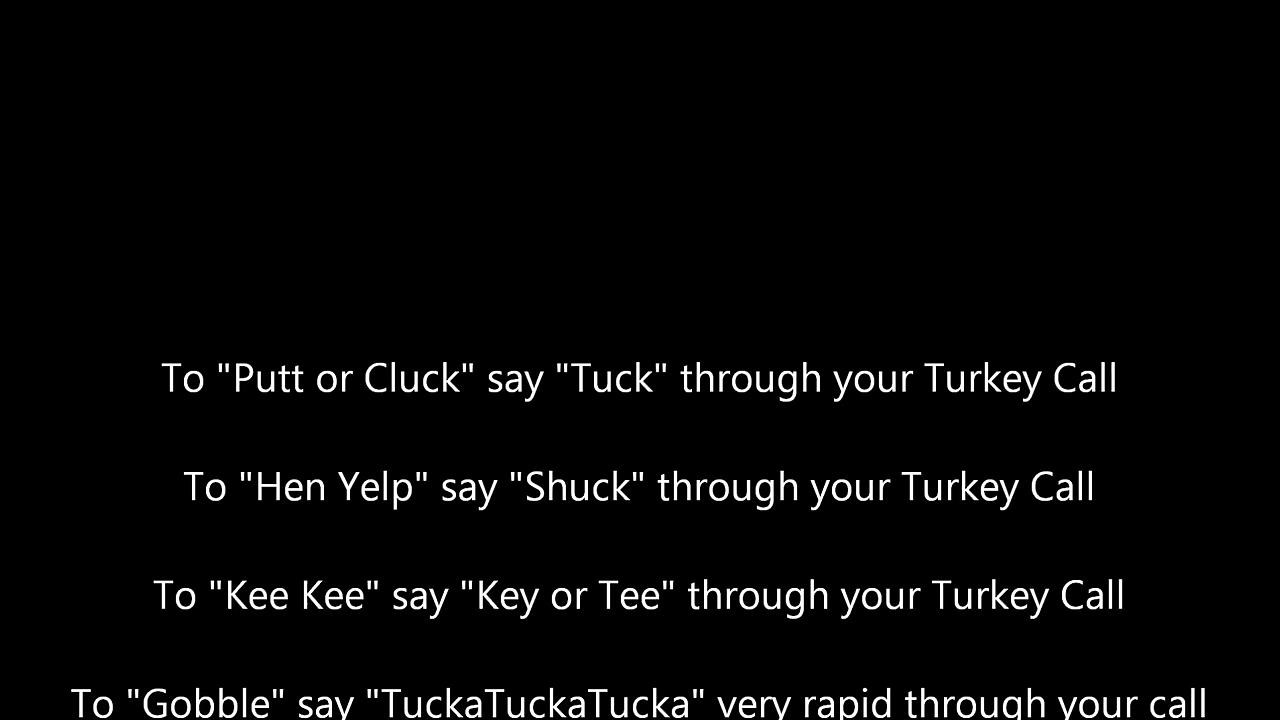 To "Putt or Cluck" say "Tuck" through your Turkey Call
To "Hen Yelp" say "Shuck" through your Turkey Call
To "Kee Kee" say "Key or Tee" through your Turkey Call
To "Gobble" say "TuckaTuckaTucka" very rapid through your call